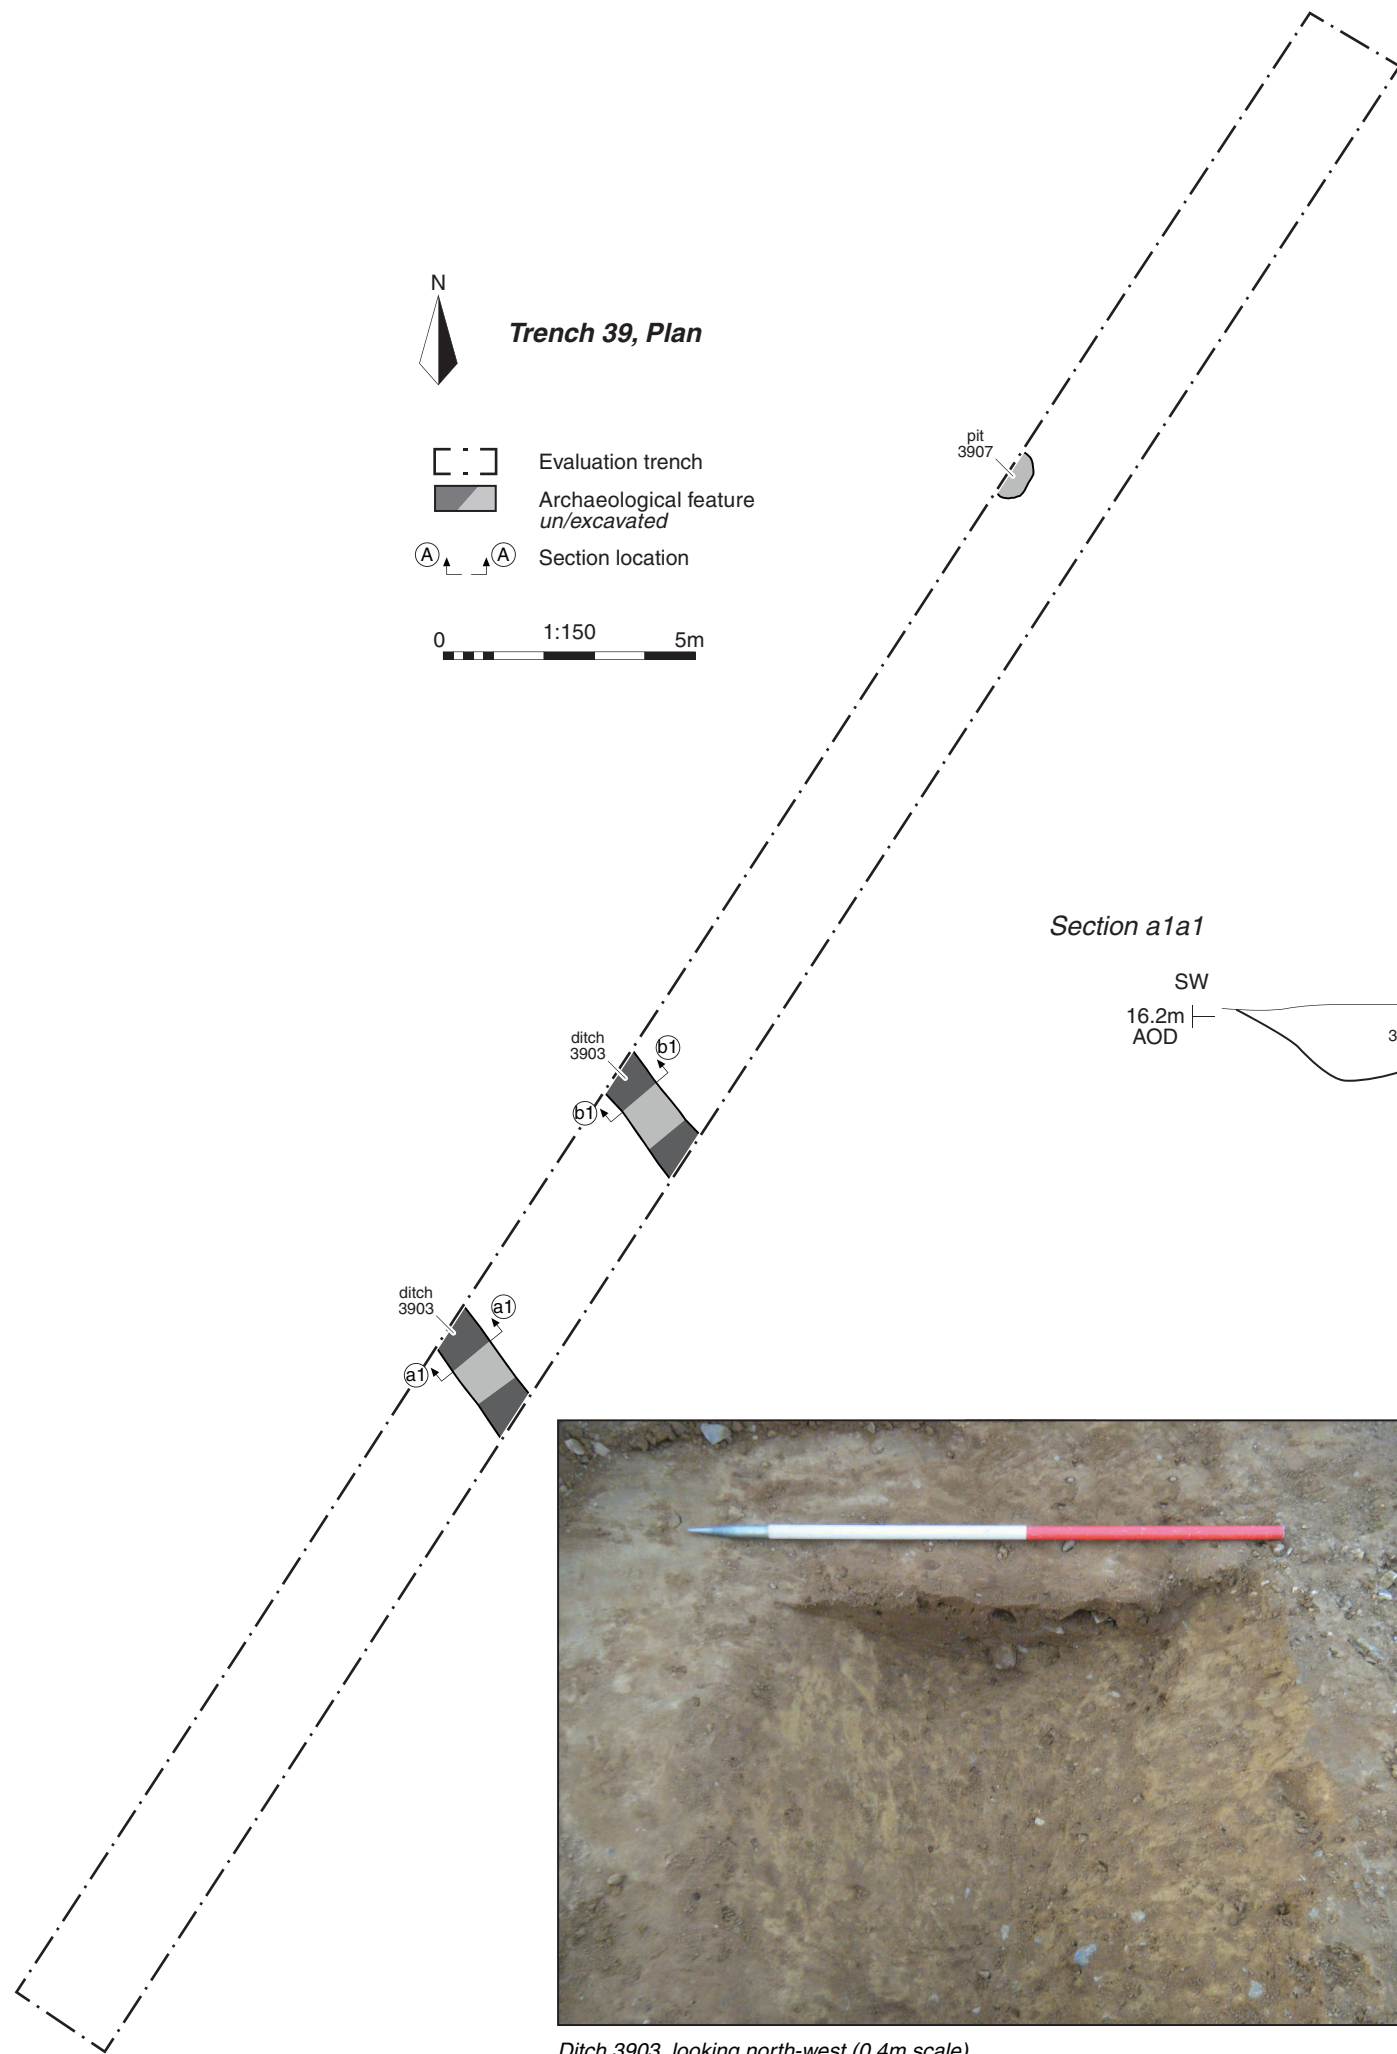 N
Trench 39, Plan
Evaluation trench
Archaeological feature
un/excavated
A A Section location
0 1:150 5m
pit
3907
Section a1a1
SW
16.2m
AOD
3
ditch
3903
b1
b1
ditch
3903
a1
a1
Ditch 3903, looking north-west (0.4m scale)